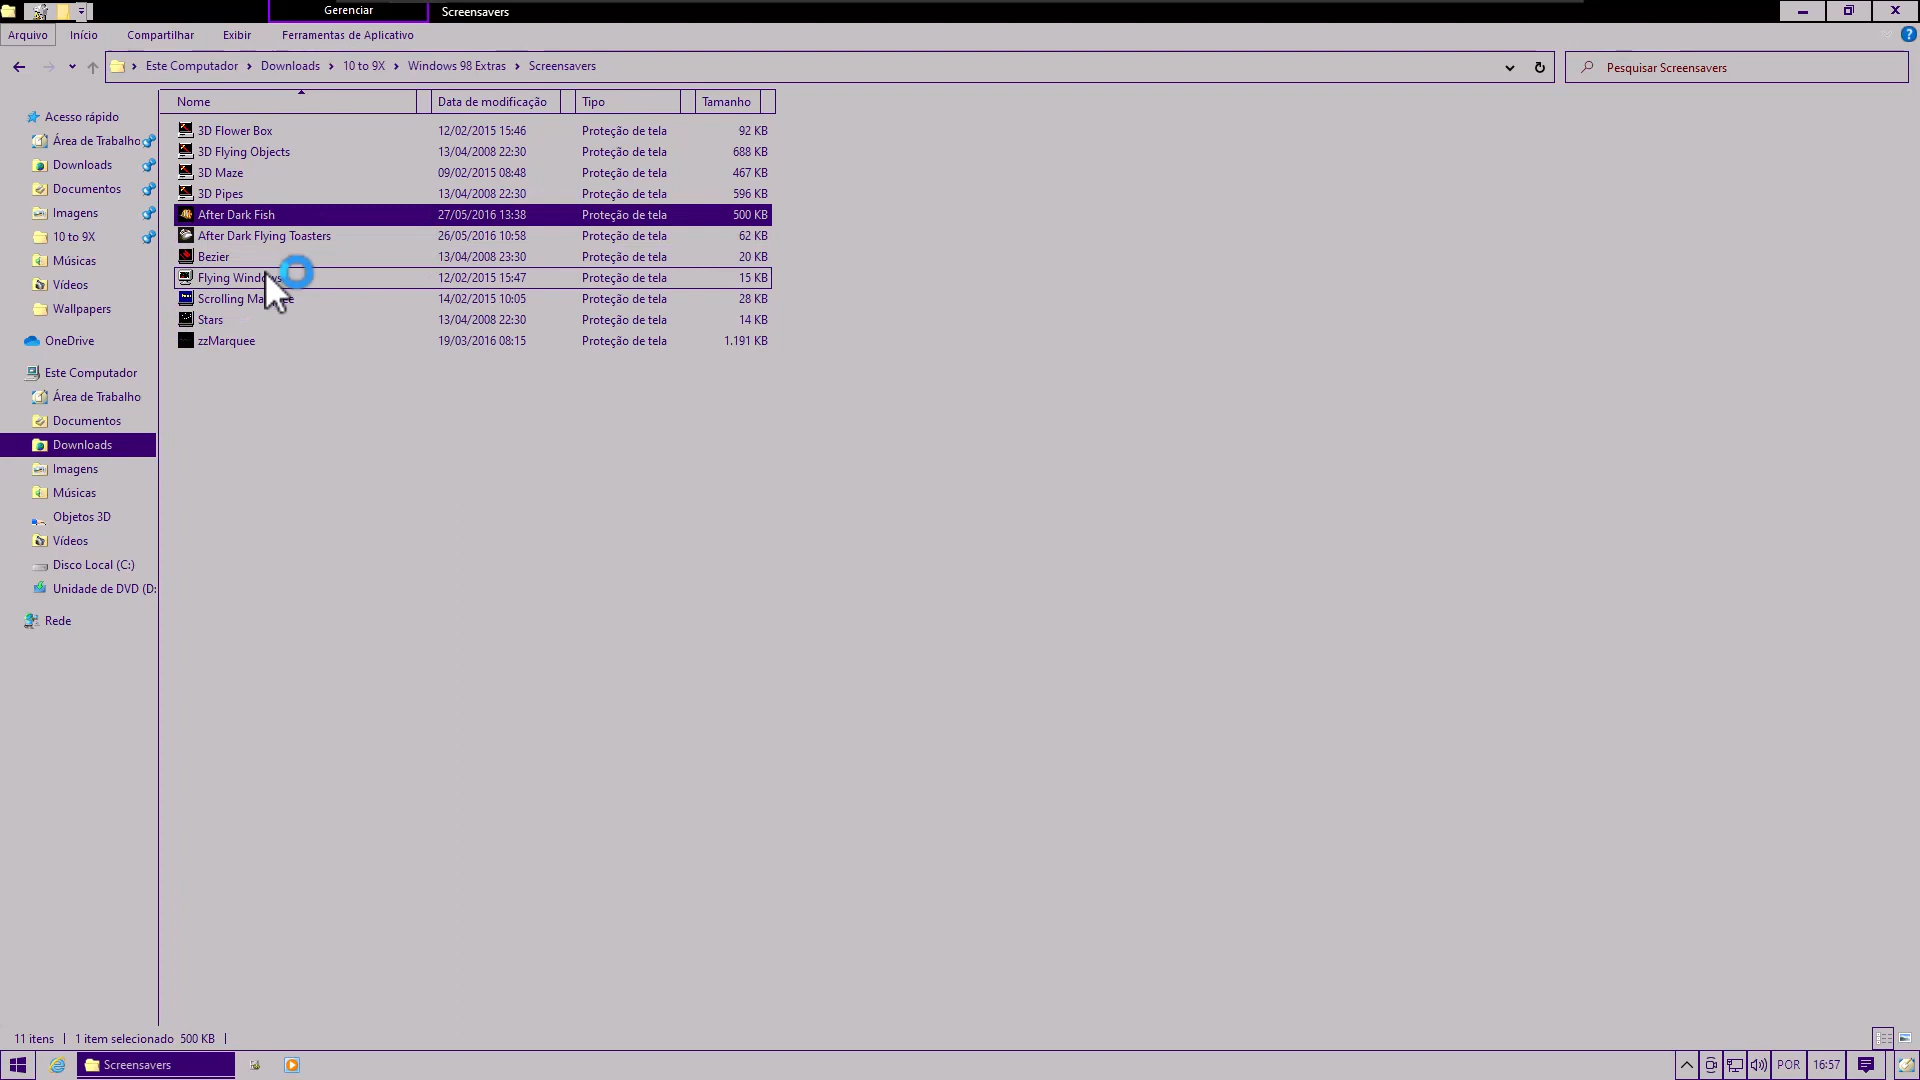 Gerenciar
Screensavers
Arquivo Início Compartilhar Exibir Ferramentas de Aplicativo
Este Computador Downloads 10 to 9X Windows 98 Extras Screensavers
Pesquisar Screensavers
Nome Data de modificação Tipo Tamanho
3D Flower Box 12/02/2015 15:46 Proteção de tela 92 KB
3D Flying Objects 13/04/2008 22:30 Proteção de tela 688 KB
3D Maze 09/02/2015 08:48 Proteção de tela 467 KB
3D Pipes 13/04/2008 22:30 Proteção de tela 596 KB
After Dark Fish 27/05/2016 13:38 Proteção de tela 500 KB
After Dark Flying Toasters 26/05/2016 10:58 Proteção de tela 62 KB
Bezier 13/04/2008 23:30 Proteção de tela 20 KB
Flying Windows 12/02/2015 15:47 Proteção de tela 15 KB
Scrolling 14/02/2015 10:05 Proteção de tela 28 KB
Stars 13/04/2008 22:30 Proteção de tela 14 KB
zzMarquee 19/03/2016 08:15 Proteção de tela 1.191 KB
Acesso rápido
Área de Trabalho
Downloads
Documentos
Imagens
10 to 9X
Músicas
Vídeos
Wallpapers
OneDrive
Este Computador
Área de Trabalho
Documentos
Downloads
Imagens
Músicas
Objetos 3D
Vídeos
Disco Local (C:)
Unidade de DVD (D:
Rede
11 itens 1 item selecionado 500 KB
Screensavers
POR 16:57